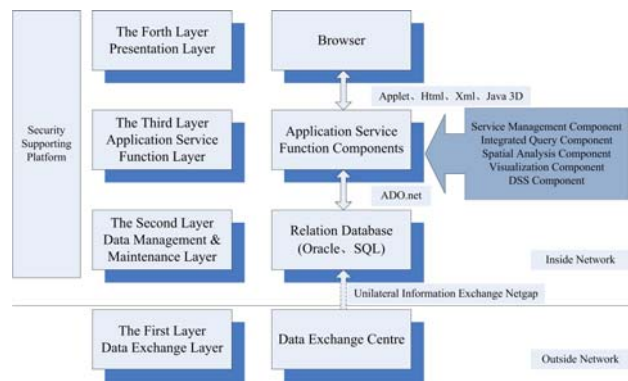 The Forth Layer
Presentation Layer
Browser
Applet、Html、Xml、Java 3D
Security
Supporting
Platform
The Third Layer
Application Service
Function Layer
Application Service
Function Components
Service Management Component
Integrated Query Component
Spatial Analysis Component
Visualization Component
DSS Component
ADO.net
The Second Layer
Data Management &
Maintenance Layer
Relation Database
(Oracle、SQL)
Inside Network
Unilateral Information Exchange Netgap
The First Layer
Data Exchange Layer
Data Exchange Centre
Outside Network